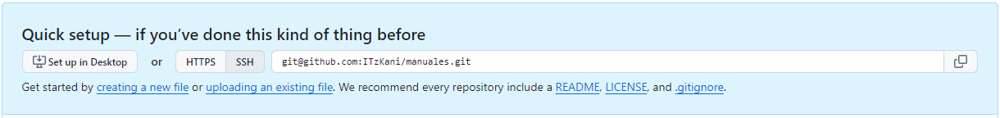 Quick setup — if you’ve done this kind of thing before
Set up in Desktop or HTTPS SSH git@github.com:ITzKani/manuales.git
Get started by creating a new file or uploading an existing file. We recommend every repository include a README, LICENSE, and .gitignore.